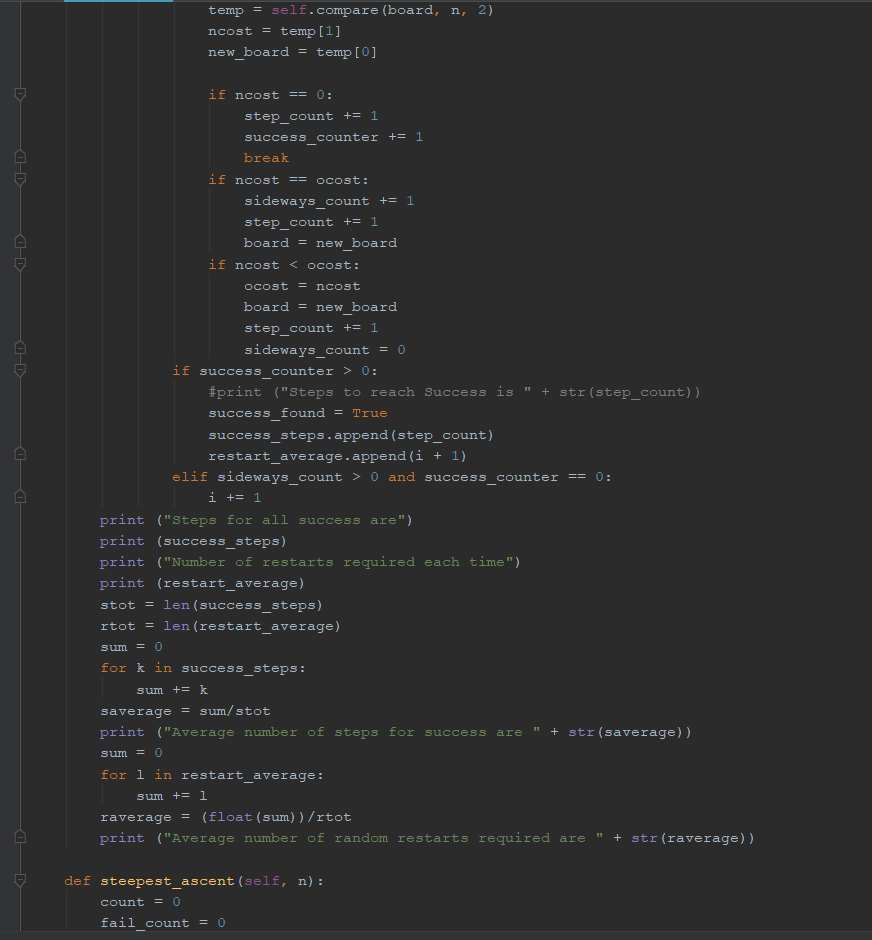 temp = self.compare(board, n, 2)
ncost = temp[1]
new_board = temp[0]
if ncost == 0:
step_count += 1
success_counter += 1
break
if ncost == ocost:
sideways_count += 1
step_count += 1
board = new_board
if ncost < ocost:
ocost = ncost
board = new_board
step_count += 1
sideways_count = 0
if success_counter > 0:
#print ("Steps to reach Success is " + str(step_count))
success_found = True
success_steps.append(step_count)
restart_average.append(i + 1)
elif sideways_count > 0 and success_counter == 0:
i += 1
print ("Steps for all success are")
print (success_steps)
print ("Number of restarts required each time")
print (restart_average)
stot = len(success_steps)
rtot = len(restart_average)
sum = 0
for k in success_steps:
sum += k
saverage = sum/stot
print ("Average number of steps for success are " + str(saverage))
sum = 0
for l in restart_average:
sum += l
raverage = (float(sum))/rtot
print ("Average number of random restarts required are " + str(raverage))
def steepest_ascent(self, n):
count = 0
fail_count = 0